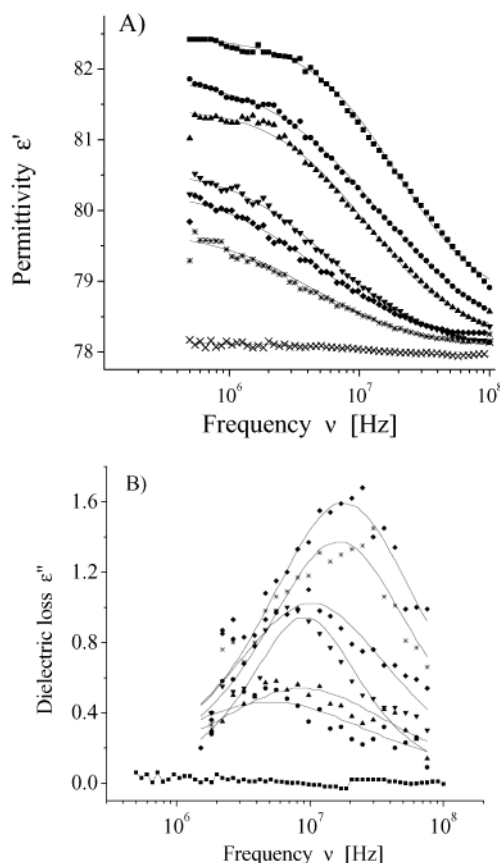 A)
82
81
80
79
78
Permittivity ε'
10⁶
10⁷
10⁸
Frequency ν [Hz]
B)
1.6
1.2
0.8
0.4
0.0
Dielectric loss ε''
10⁶
10⁷
10⁸
Frequency ν [Hz]